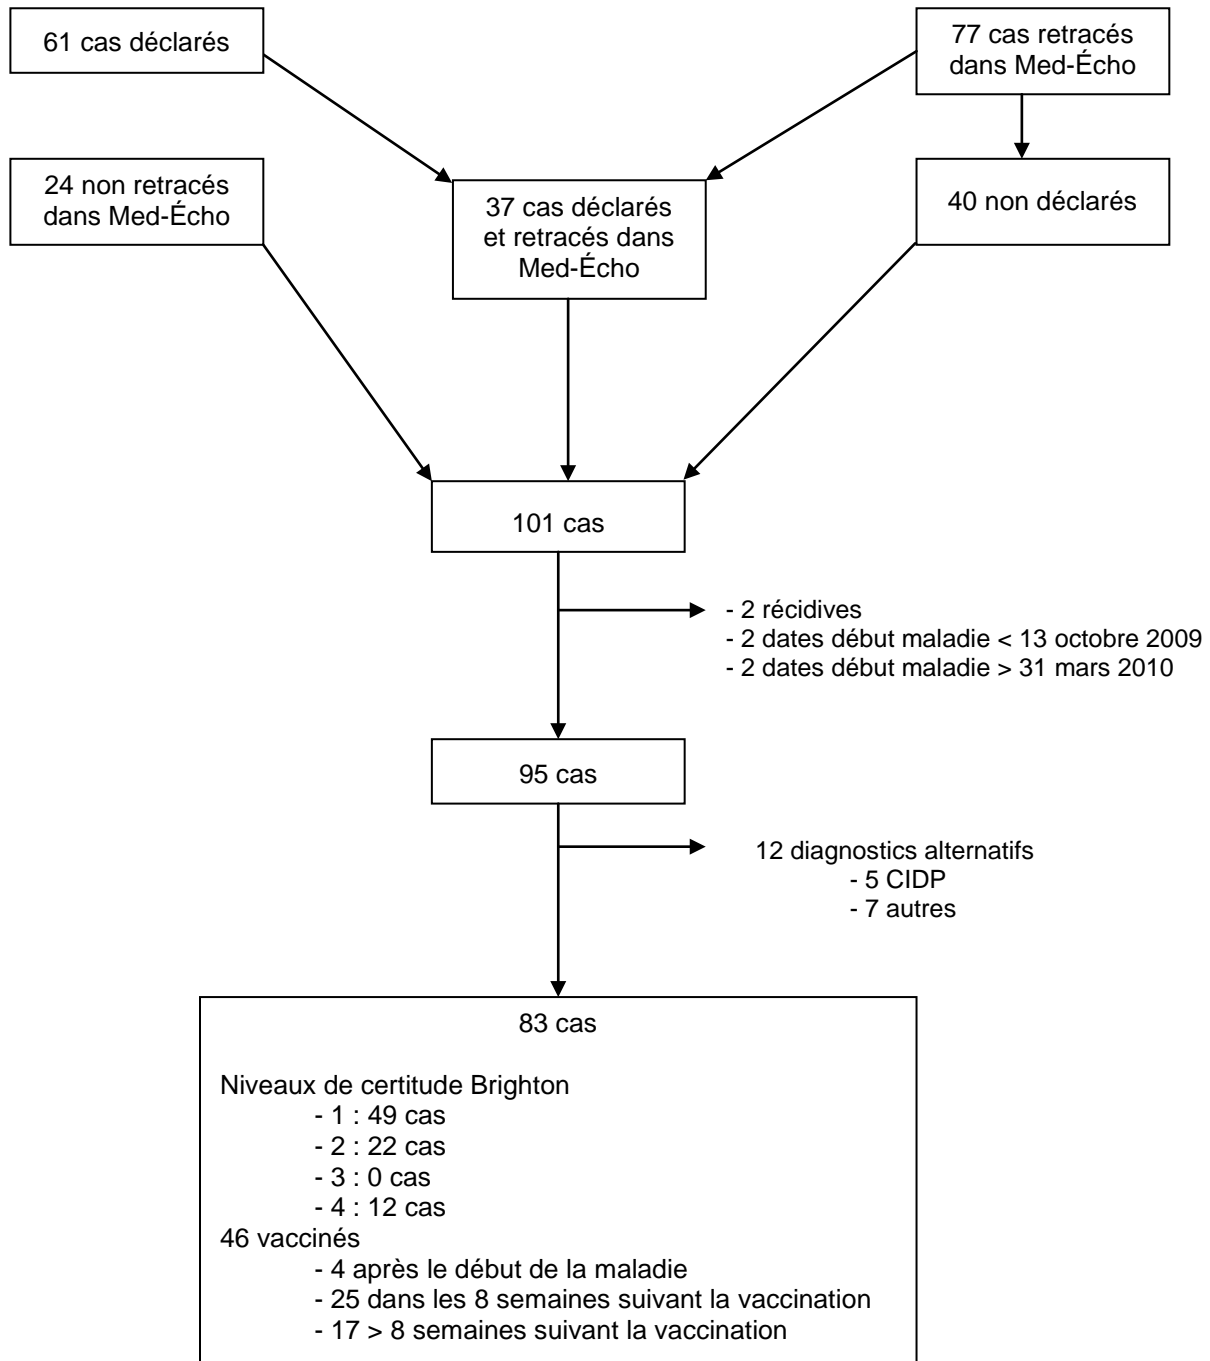 61 cas déclarés
77 cas retracés
dans Med-Écho
24 non retracés
dans Med-Écho
37 cas déclarés
et retracés dans
Med-Écho
40 non déclarés
101 cas
- 2 récidives
- 2 dates début maladie < 13 octobre 2009
- 2 dates début maladie > 31 mars 2010
95 cas
12 diagnostics alternatifs
- 5 CIDP
- 7 autres
83 cas
Niveaux de certitude Brighton
- 1 : 49 cas
- 2 : 22 cas
- 3 : 0 cas
- 4 : 12 cas
46 vaccinés
- 4 après le début de la maladie
- 25 dans les 8 semaines suivant la vaccination
- 17 > 8 semaines suivant la vaccination